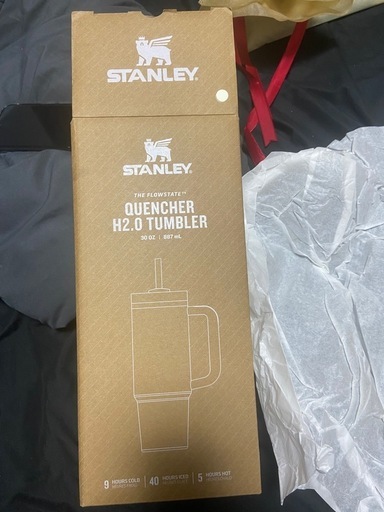 STANLEY
STANLEY
THE FLOWSTATE™
QUENCHER
H2.0 TUMBLER
30 OZ | 887 mL
9 HOURS COLD | 40 HOURS ICED | 5 HOURS HOT